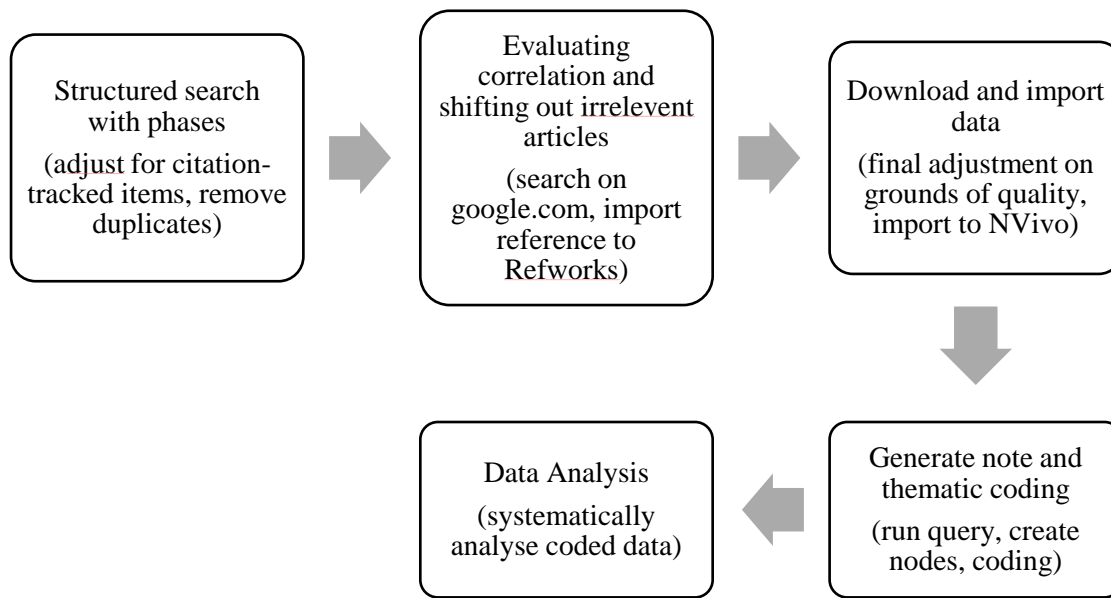 Structured search
with phases
(adjust for citation-
tracked items, remove
duplicates)
Evaluating
correlation and
shifting out irrelevent
articles
(search on
google.com, import
reference to
Refworks)
Download and import
data
(final adjustment on
grounds of quality,
import to NVivo)
Generate note and
thematic coding
(run query, create
nodes, coding)
Data Analysis
(systematically
analyse coded data)